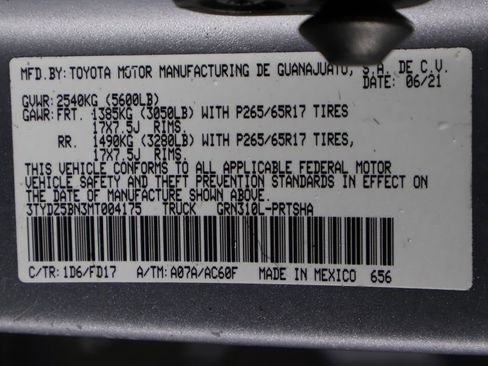 MFD.BY:TOYOTA MOTOR MANUFACTURING DE GUANAJUATO, S.A. DE C.V.
DATE: 06/21
GVWR: 2540KG (5600LB)
GAWR:FRT. 1385KG (3050LB) WITH P265/65R17 TIRES
17X7.5J RIMS.
RR. 1490KG (3280LB) WITH P265/65R17 TIRES,
17X7.5J RIMS.
THIS VEHICLE CONFORMS TO ALL APPLICABLE FEDERAL MOTOR
VEHICLE SAFETY AND THEFT PREVENTION STANDARDS IN EFFECT ON
THE DATE OF MANUFACTURE SHOWN ABOVE.
3TYDZ5BN3MT004175 TRUCK GRN310L-PRTSHA
C/TR: 1D6/FD17 A/TM: A07A/AC60F MADE IN MEXICO 656